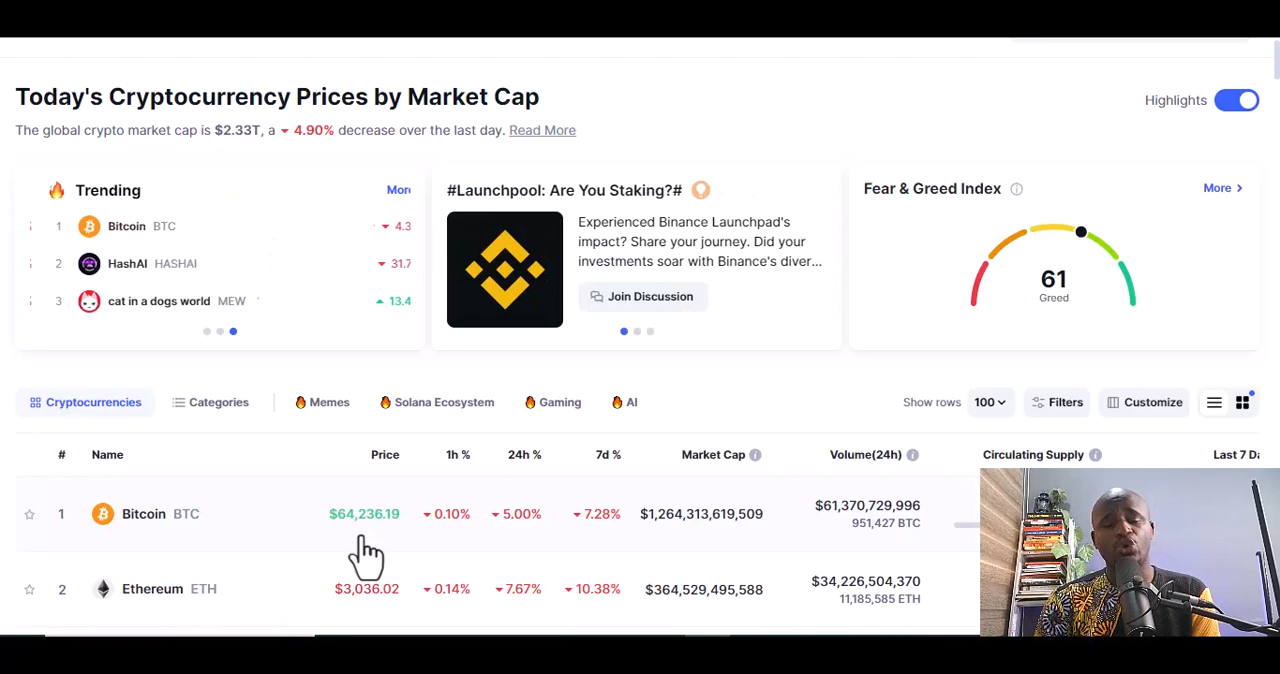 Today's Cryptocurrency Prices by Market Cap
Highlights
The global crypto market cap is $2.33T, a 4.90% decrease over the last day. Read More
Trending
More
1 Bitcoin BTC 4.3
2 HashAI HASHAI 31.7
3 cat in a dogs world MEW 13.4
#Launchpool: Are You Staking?#
Experienced Binance Launchpad's
impact? Share your journey. Did your
investments soar with Binance's diver...
Join Discussion
Fear & Greed Index
More
61
Greed
Cryptocurrencies Categories Memes Solana Ecosystem Gaming AI Show rows 100 Filters Customize
# Name Price 1h % 24h % 7d % Market Cap Volume(24h) Circulating Supply Last 7 Da
1 Bitcoin BTC $64,236.19 0.10% 5.00% 7.28% $1,264,313,619,509 $61,370,729,996
951,427 BTC
2 Ethereum ETH $3,036.02 0.14% 7.67% 10.38% $364,529,495,588 $34,226,504,370
11,185,585 ETH